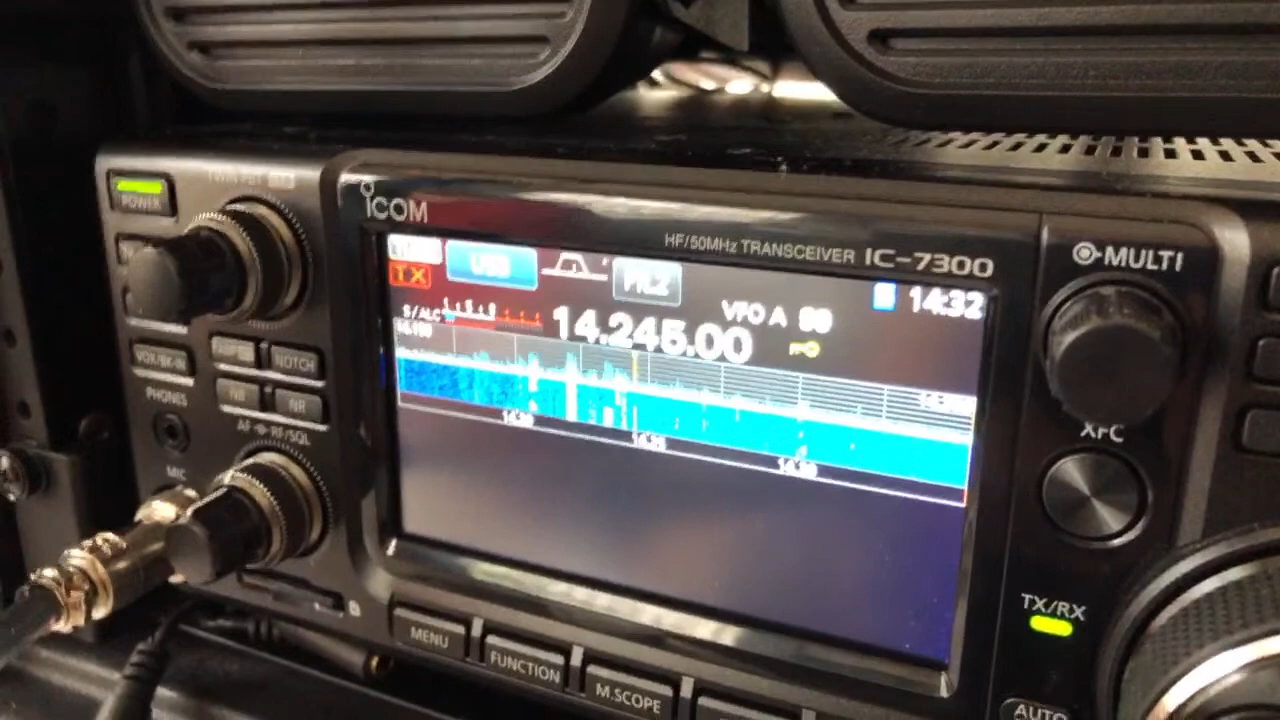 POWER
ICOM
HF/50MHz TRANSCEIVER IC-7300
MULTI
USB
FIL2
TX
14:32
VFO A
S/ALC
14.245.00
VOX/BK-IN
NOTCH
NB
NR
PHONES
AF RF/SQL
MIC
XFC
TX/RX
MENU
FUNCTION
M.SCOPE
AUTO